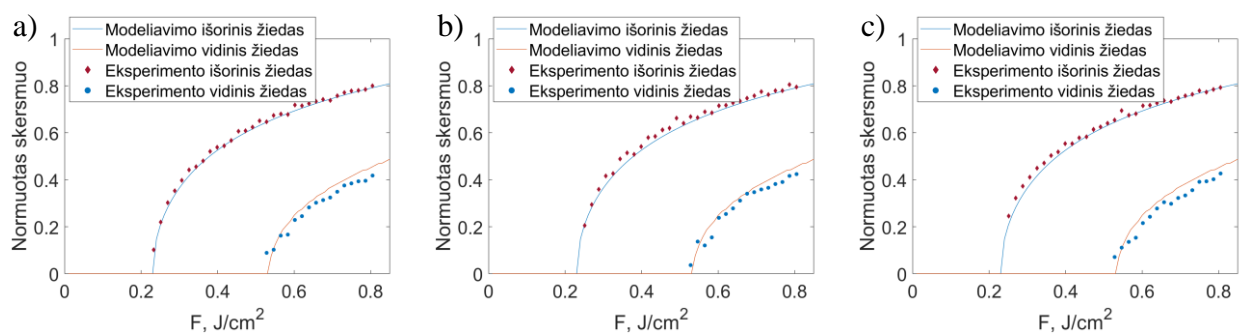 a)
Modeliavimo išorinis žiedas
Modeliavimo vidinis žiedas
Eksperimento išorinis žiedas
Eksperimento vidinis žiedas
Normuotas skersmuo
1
0.8
0.6
0.4
0.2
0
0 0.2 0.4 0.6 0.8
F, J/cm²
b)
Modeliavimo išorinis žiedas
Modeliavimo vidinis žiedas
Eksperimento išorinis žiedas
Eksperimento vidinis žiedas
Normuotas skersmuo
1
0.8
0.6
0.4
0.2
0
0 0.2 0.4 0.6 0.8
F, J/cm²
c)
Modeliavimo išorinis žiedas
Modeliavimo vidinis žiedas
Eksperimento išorinis žiedas
Eksperimento vidinis žiedas
Normuotas skersmuo
1
0.8
0.6
0.4
0.2
0
0 0.2 0.4 0.6 0.8
F, J/cm²